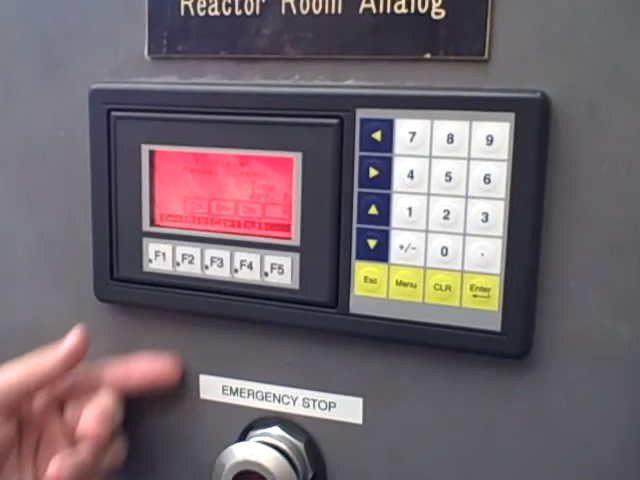 Reactor Room Analog
7 8 9
4 5 6
1 2 3
+/- 0 .
Esc Menu CLR Enter
F1 F2 F3 F4 F5
EMERGENCY STOP